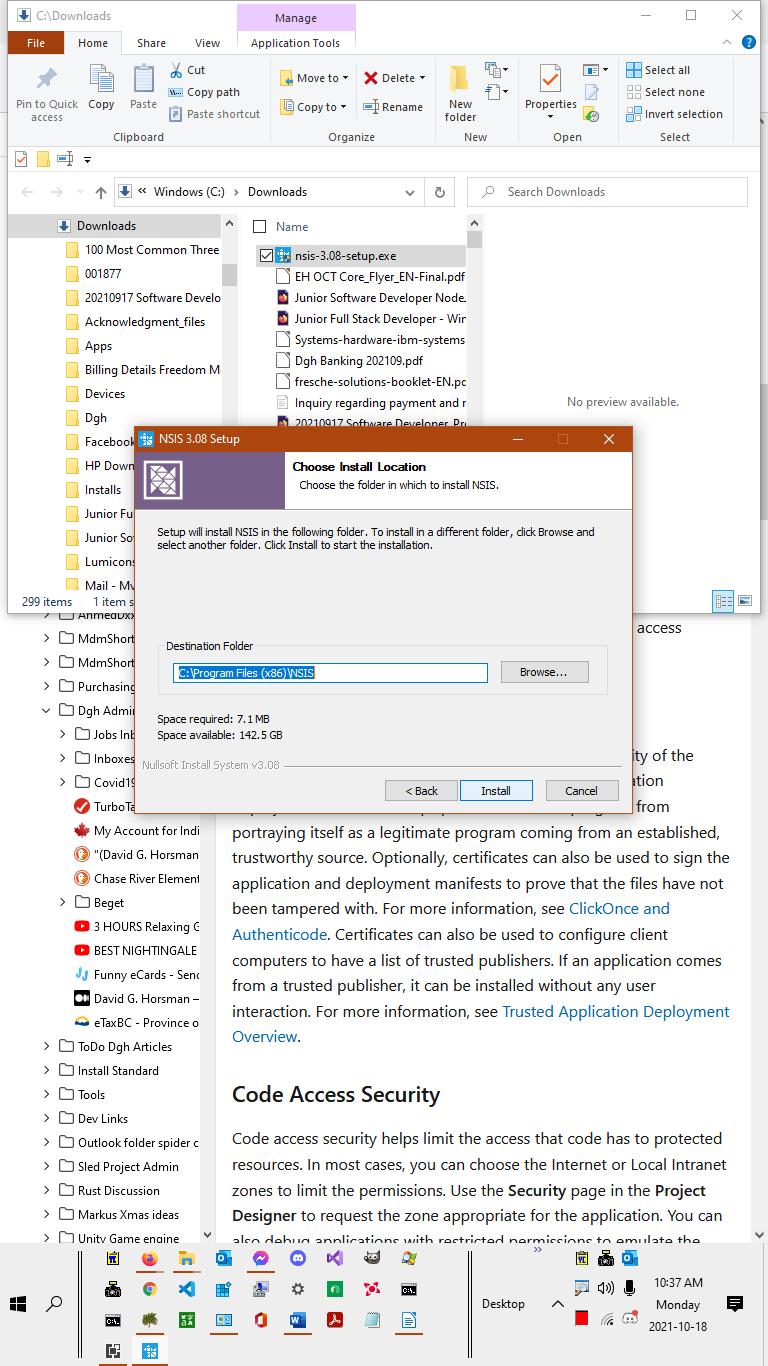 C:\Downloads
Manage
File
Home
Share
View
Application Tools
Pin to Quick access
Copy
Paste
Cut
Copy path
Paste shortcut
Clipboard
Move to
Copy to
Delete
Rename
Organize
New folder
New
Properties
Open
Select all
Select none
Invert selection
Select
« Windows (C:) › Downloads
Search Downloads
Downloads
100 Most Common Three
001877
20210917 Software Develo
Acknowledgment_files
Apps
Billing Details Freedom M
Devices
Dgh
Facebook
HP Down
Installs
Junior Fu
Junior So
Lumicons
Mail - My
Name
nsis-3.08-setup.exe
EH OCT Core_Flyer_EN-Final.pdf
Junior Software Developer Node.
Junior Full Stack Developer - Win
Systems-hardware-ibm-systems
Dgh Banking 202109.pdf
fresche-solutions-booklet-EN.pd
Inquiry regarding payment and r
20210917 Software Developer, Pr
No preview available.
299 items
1 item s
NSIS 3.08 Setup
Choose Install Location
Choose the folder in which to install NSIS.
Setup will install NSIS in the following folder. To install in a different folder, click Browse and
select another folder. Click Install to start the installation.
Destination Folder
C:\Program Files (x86)\NSIS
Browse...
Space required: 7.1 MB
Space available: 142.5 GB
Nullsoft Install System v3.08
< Back
Install
Cancel
AhmedDxx
MdmShort
MdmShort
Purchasing
Dgh Admin
Jobs Inb
Inboxes
Covid19
TurboTa
My Account for Indi
"(David G. Horsman
Chase River Element
Beget
3 HOURS Relaxing G
BEST NIGHTINGALE
Funny eCards - Send
David G. Horsman –
eTaxBC - Province o
ToDo Dgh Articles
Install Standard
Tools
Dev Links
Outlook folder spider c
Sled Project Admin
Rust Discussion
Markus Xmas ideas
Unity Game engine
access
ity of the
ation
from
portraying itself as a legitimate program coming from an established,
trustworthy source. Optionally, certificates can also be used to sign the
application and deployment manifests to prove that the files have not
been tampered with. For more information, see ClickOnce and
Authenticode. Certificates can also be used to configure client
computers to have a list of trusted publishers. If an application comes
from a trusted publisher, it can be installed without any user
interaction. For more information, see Trusted Application Deployment
Overview.
Code Access Security
Code access security helps limit the access that code has to protected
resources. In most cases, you can choose the Internet or Local Intranet
zones to limit the permissions. Use the Security page in the Project
Designer to request the zone appropriate for the application. You can
also debug applications with restricted permissions to emulate the
Desktop
10:37 AM
Monday
2021-10-18